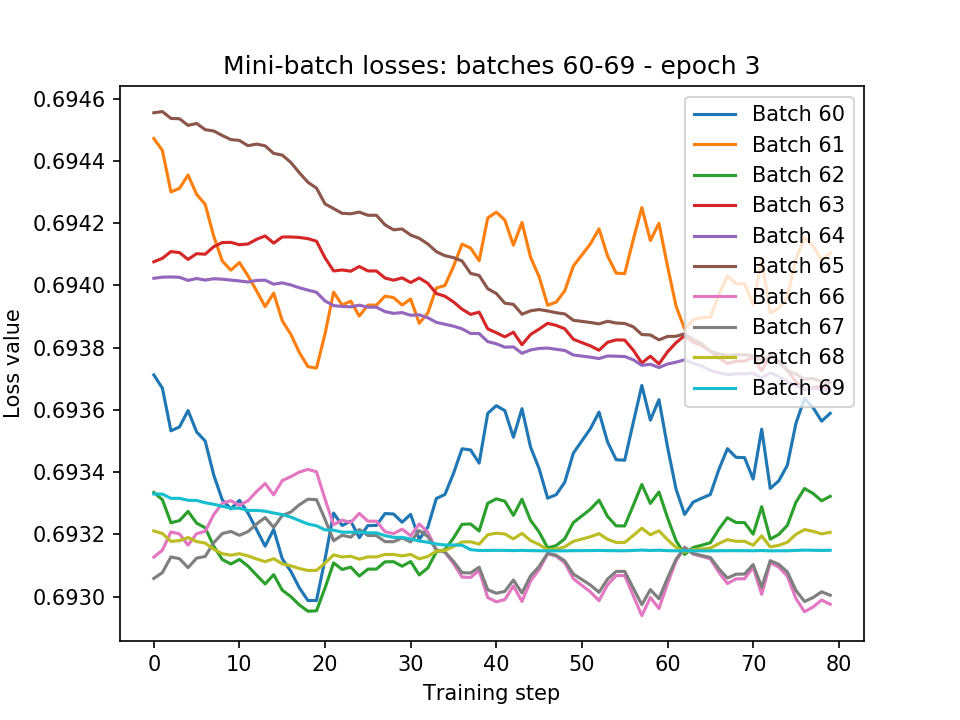 Mini-batch losses: batches 60-69 - epoch 3
0.6946
0.6944
0.6942
0.6940
0.6938
0.6936
0.6934
0.6932
0.6930
Loss value
Batch 60
Batch 61
Batch 62
Batch 63
Batch 64
Batch 65
Batch 66
Batch 67
Batch 68
Batch 69
0 10 20 30 40 50 60 70 80
Training step